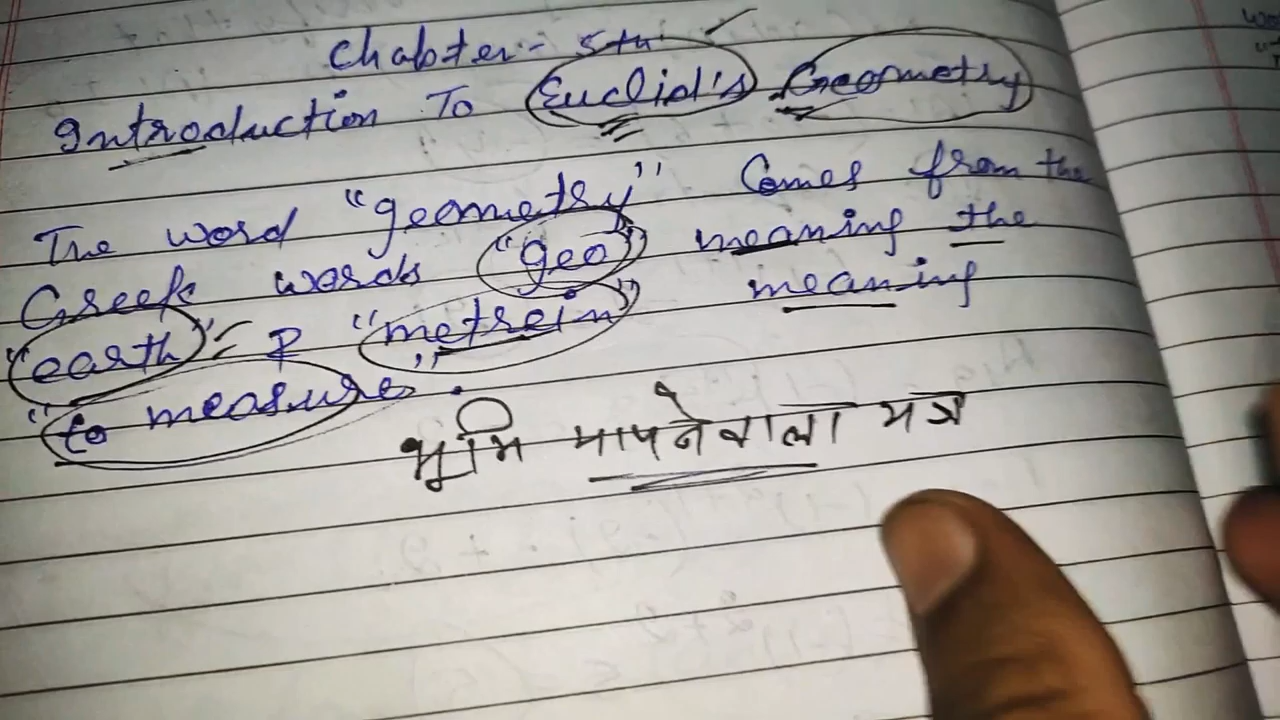 Chabter - 5th
Introduction To Euclid's Geometry
The word "geometry" Comes from the
Greek words "geo" meaning the
"earth" & "metrein" meaning
"to measure".
भूमि मापनेवाला यंत्र